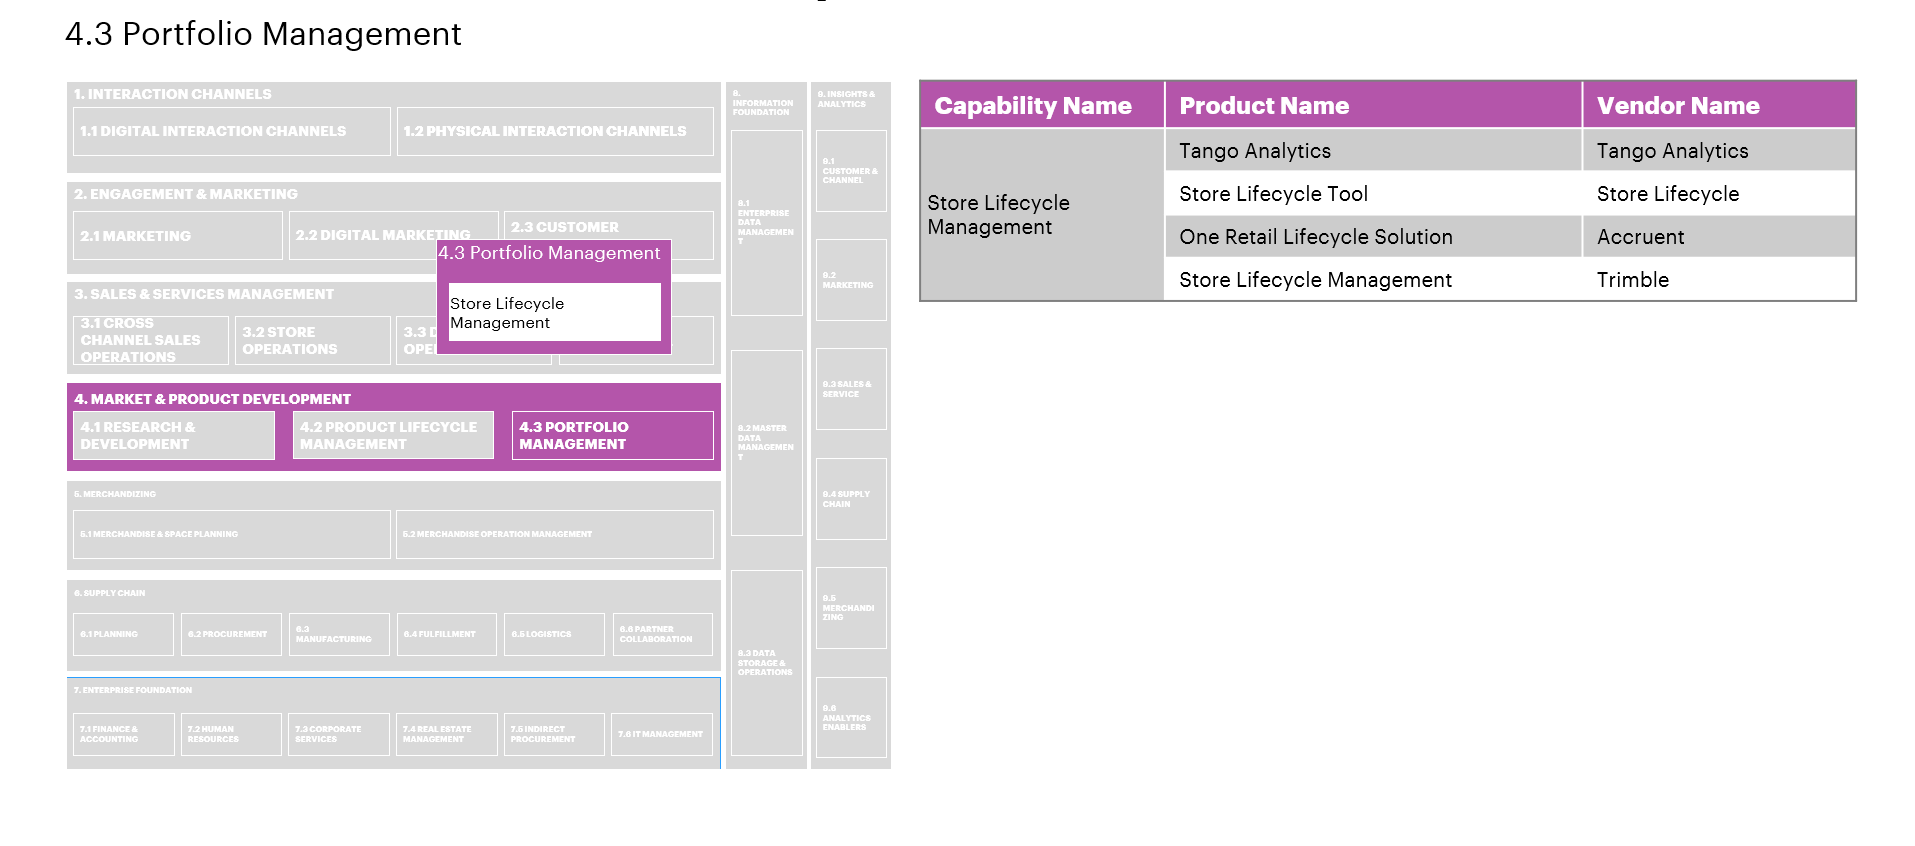 4.3 Portfolio Management
1. INTERACTION CHANNELS
1.1 DIGITAL INTERACTION CHANNELS
1.2 PHYSICAL INTERACTION CHANNELS
2. ENGAGEMENT & MARKETING
2.1 MARKETING
2.2 DIGITAL MARKETING
2.3 CUSTOMER
4.3 Portfolio Management
Store Lifecycle
Management
3. SALES & SERVICES MANAGEMENT
3.1 CROSS
CHANNEL SALES
OPERATIONS
3.2 STORE
OPERATIONS
3.3
4. MARKET & PRODUCT DEVELOPMENT
4.1 RESEARCH &
DEVELOPMENT
4.2 PRODUCT LIFECYCLE
MANAGEMENT
4.3 PORTFOLIO
MANAGEMENT
5. MERCHANDIZING
5.1 MERCHANDISE & SPACE PLANNING
5.2 MERCHANDISE OPERATION MANAGEMENT
6. SUPPLY CHAIN
6.1 PLANNING
6.2 PROCUREMENT
6.3
MANUFACTURING
6.4 FULFILLMENT
6.5 LOGISTICS
6.6 PARTNER
COLLABORATION
7. ENTERPRISE FOUNDATION
7.1 FINANCE &
ACCOUNTING
7.2 HUMAN
RESOURCES
7.3 CORPORATE
SERVICES
7.4 REAL ESTATE
MANAGEMENT
7.5 INDIRECT
PROCUREMENT
7.6 IT MANAGEMENT
8.
INFORMATION
FOUNDATION
8.1
ENTERPRISE
DATA
MANAGEMEN
T
8.2 MASTER
DATA
MANAGEMEN
T
8.3 DATA
STORAGE &
OPERATIONS
9. INSIGHTS &
ANALYTICS
9.1
CUSTOMER &
CHANNEL
9.2
MARKETING
9.3 SALES &
SERVICE
9.4 SUPPLY
CHAIN
9.5
MERCHANDI
ZING
9.6
ANALYTICS
ENABLERS
Capability Name Product Name Vendor Name
Store Lifecycle
Management
Tango Analytics Tango Analytics
Store Lifecycle Tool Store Lifecycle
One Retail Lifecycle Solution Accruent
Store Lifecycle Management Trimble